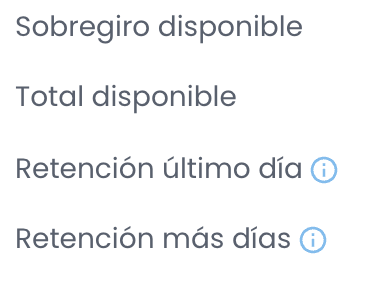 Sobregiro disponible
Total disponible
Retención último día
Retención más días